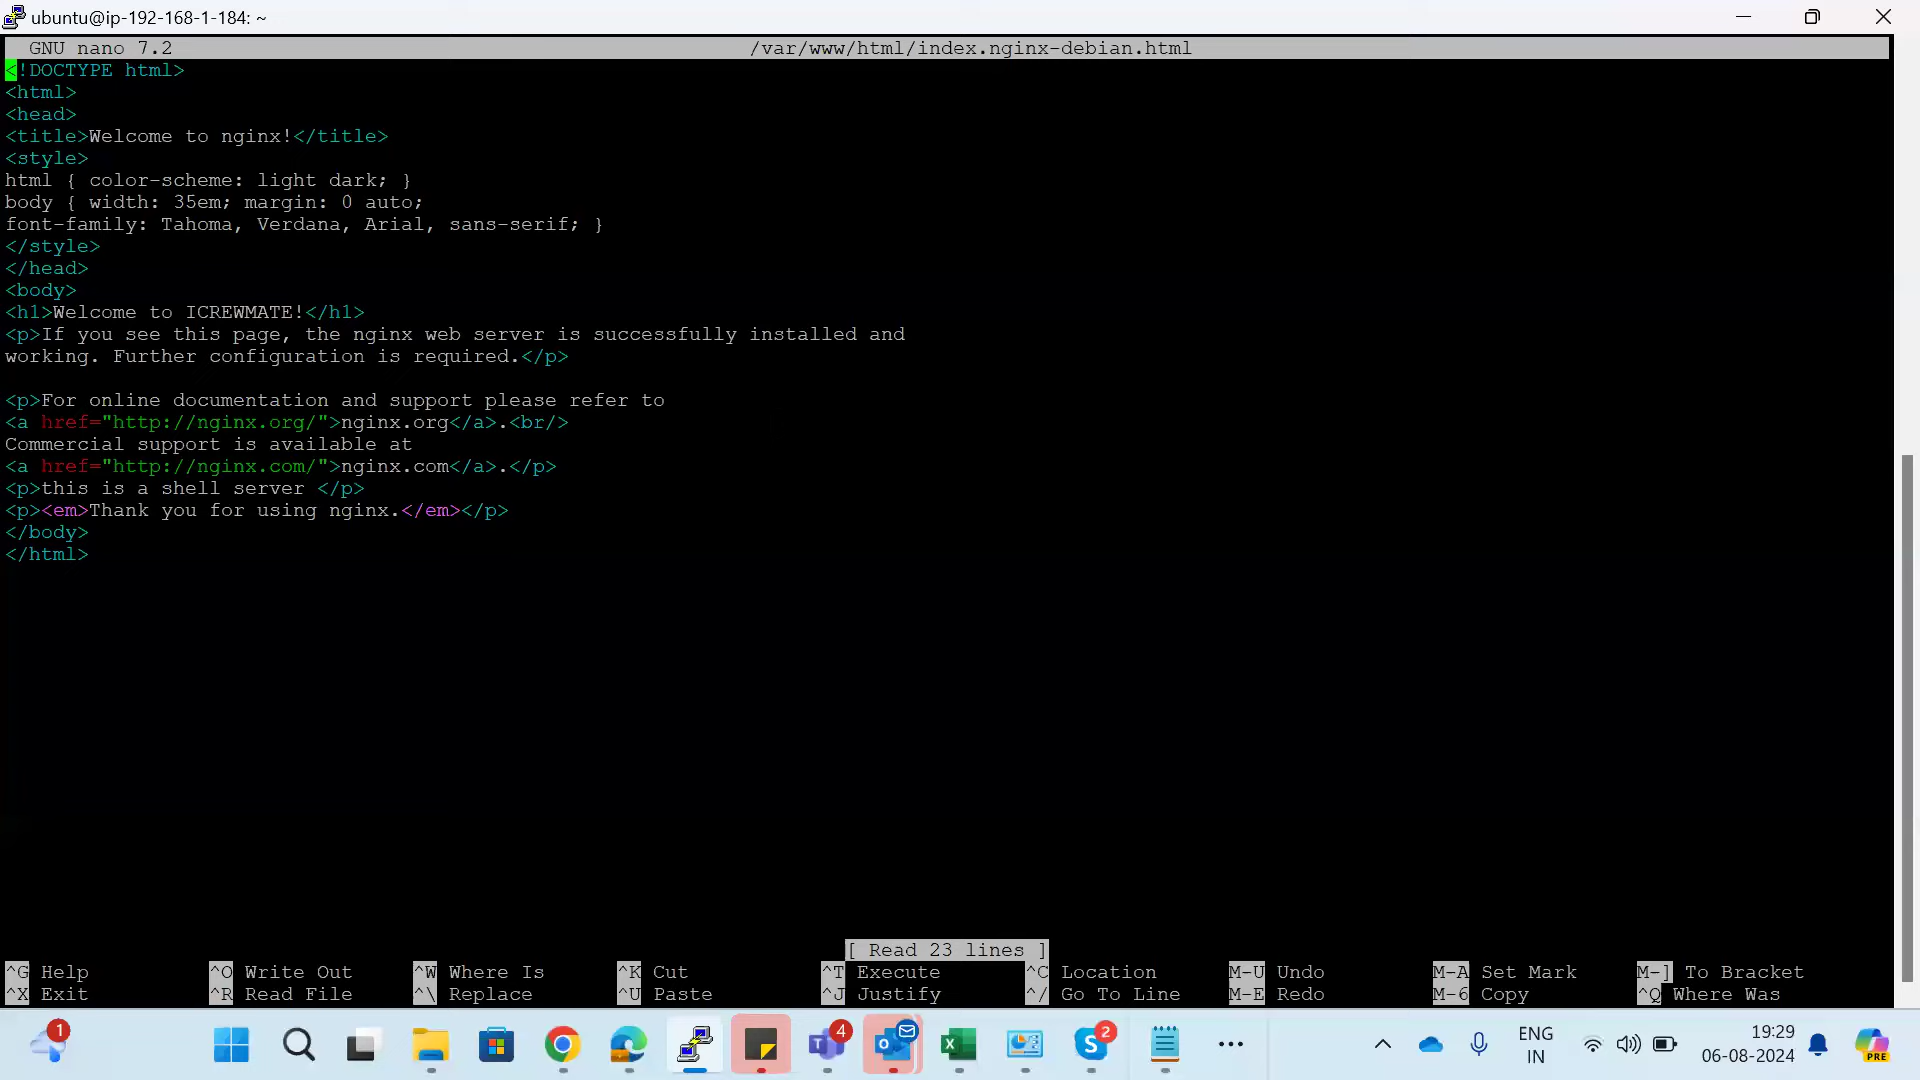 ubuntu@ip-192-168-1-184: ~
GNU nano 7.2 /var/www/html/index.nginx-debian.html
<!DOCTYPE html>
<html>
<head>
<title>Welcome to nginx!</title>
<style>
html { color-scheme: light dark; }
body { width: 35em; margin: 0 auto;
font-family: Tahoma, Verdana, Arial, sans-serif; }
</style>
</head>
<body>
<h1>Welcome to ICREWMATE!</h1>
<p>If you see this page, the nginx web server is successfully installed and
working. Further configuration is required.</p>

<p>For online documentation and support please refer to
<a href="http://nginx.org/">nginx.org</a>.<br/>
Commercial support is available at
<a href="http://nginx.com/">nginx.com</a>.</p>
<p>this is a shell server </p>
<p><em>Thank you for using nginx.</em></p>
</body>
</html>
[ Read 23 lines ]
^G Help ^O Write Out ^W Where Is ^K Cut ^T Execute ^C Location M-U Undo M-A Set Mark M-] To Bracket
^X Exit ^R Read File ^\ Replace ^U Paste ^J Justify ^/ Go To Line M-E Redo M-6 Copy ^Q Where Was
1 4 2 ENG 19:29
IN 06-08-2024 PRE